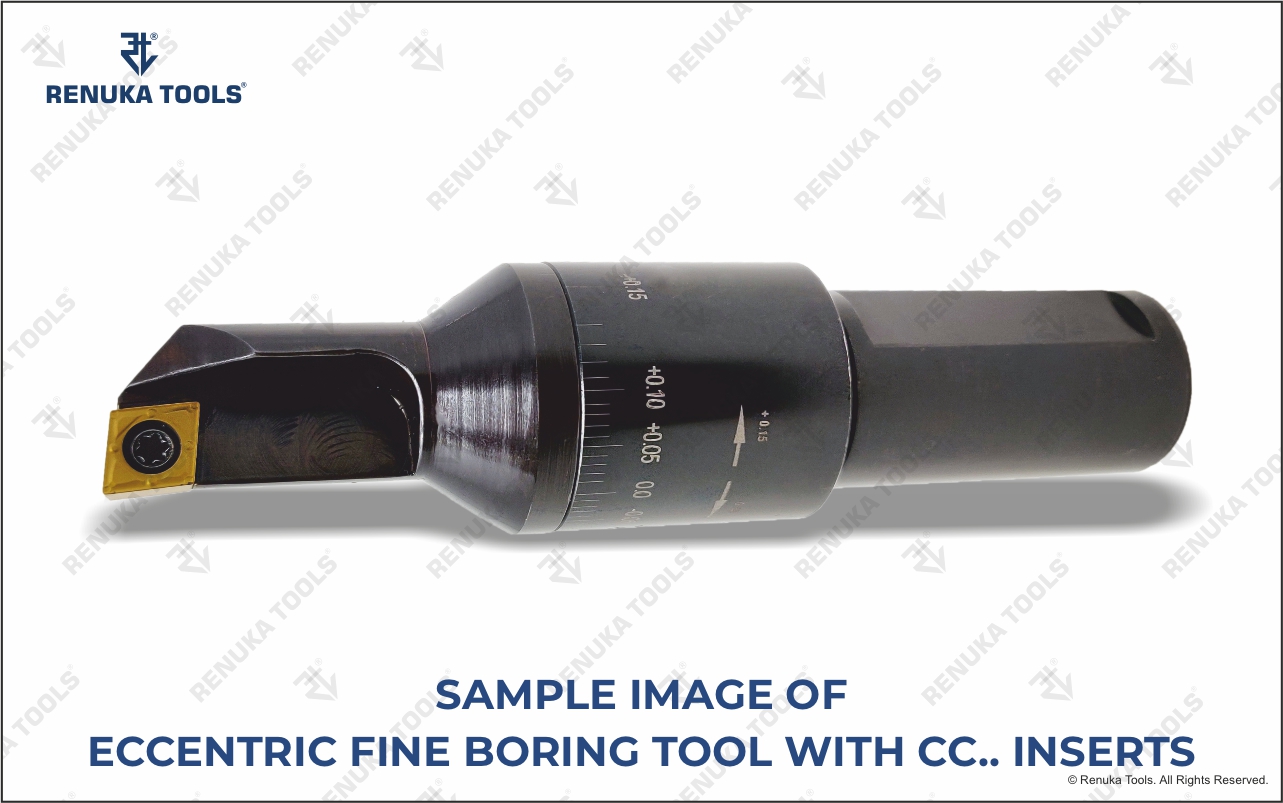 RENUKA TOOLS®
+0.15
+0.10
+0.05
0.0
+0.15
SAMPLE IMAGE OF
ECCENTRIC FINE BORING TOOL WITH CC.. INSERTS
© Renuka Tools. All Rights Reserved.